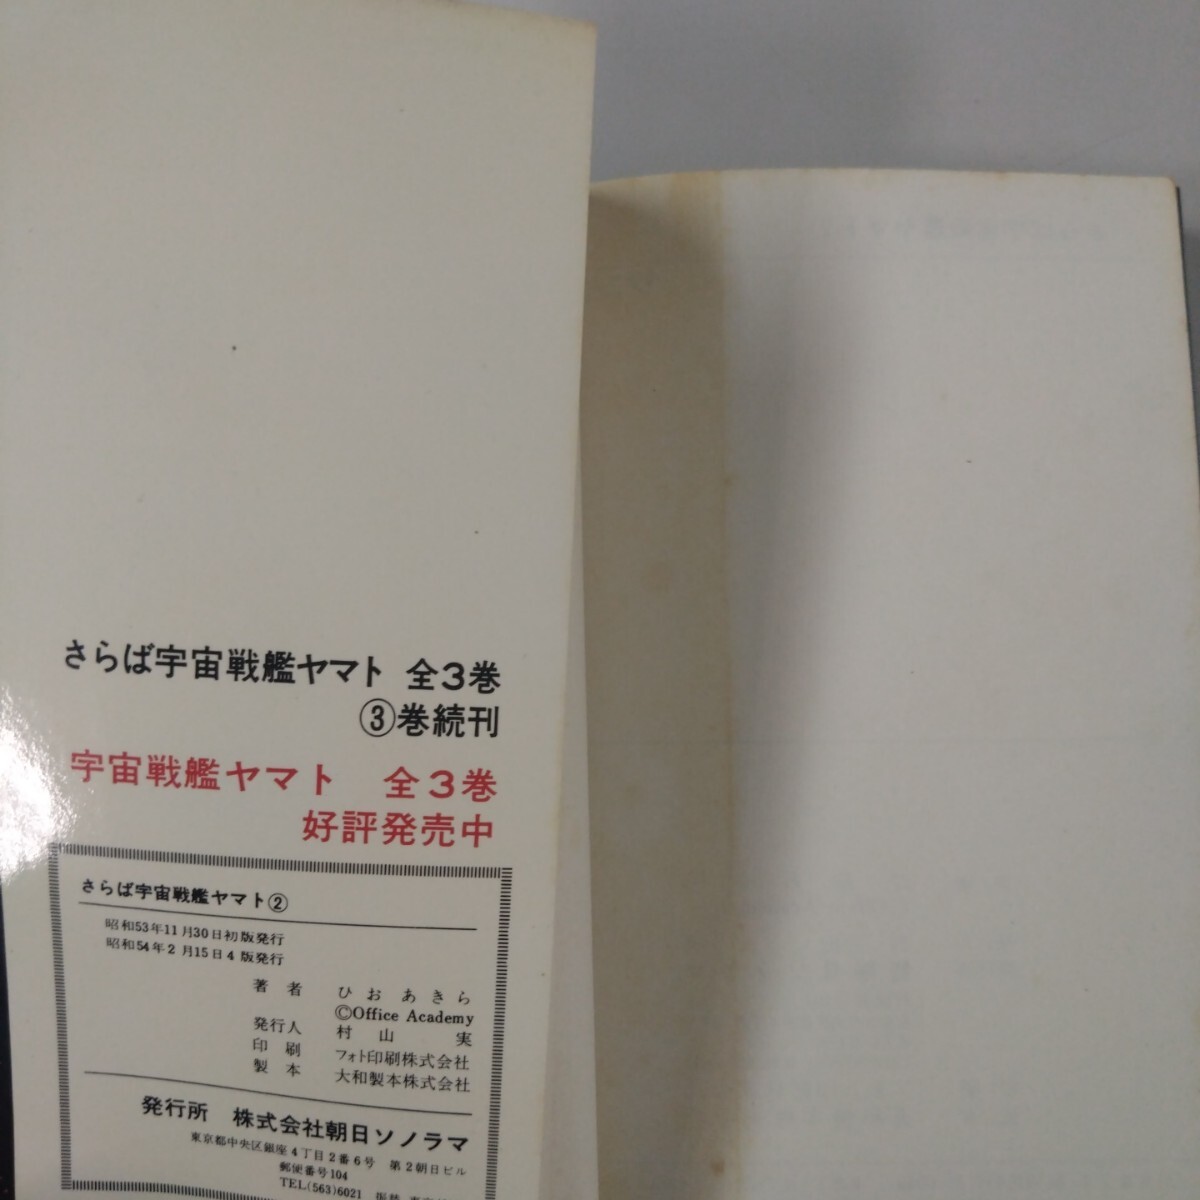 さらば宇宙戦艦ヤマト 全3巻
③巻続刊
宇宙戦艦ヤマト 全3巻
好評発売中
さらば宇宙戦艦ヤマト②
昭和53年11月30日初版発行
昭和54年2月15日4版発行
著者 ひおあきら
©Office Academy
発行人 村山 実
印刷 フォト印刷株式会社
製本 大和製本株式会社
発行所 株式会社朝日ソノラマ
東京都中央区銀座4丁目2番6号 第2朝日ビル
郵便番号104
TEL(563)6021 振替